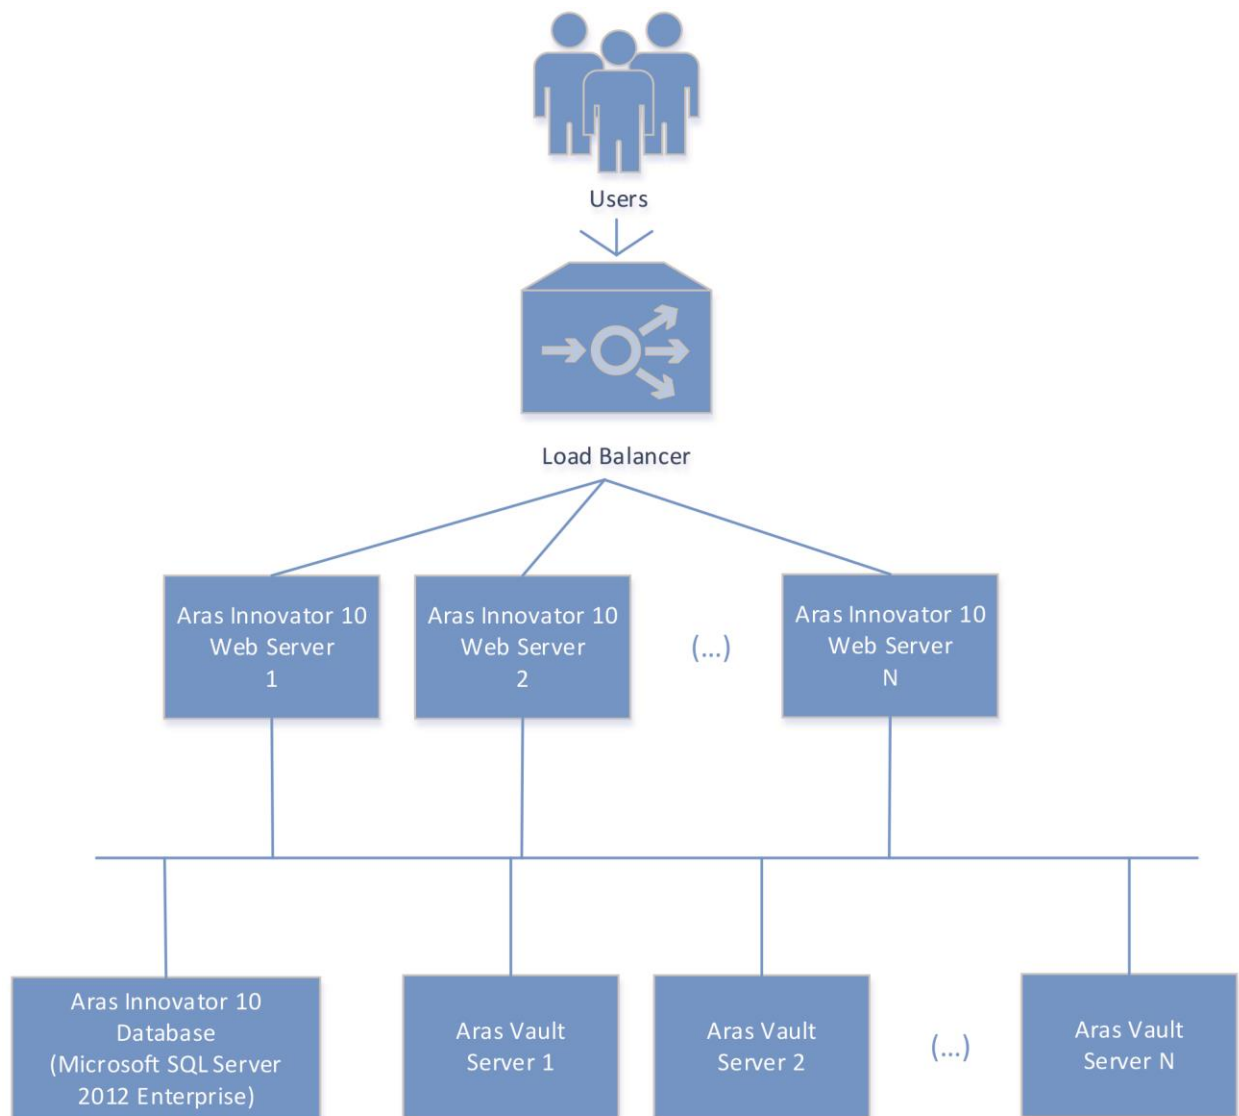 Users
Load Balancer
Aras Innovator 10
Web Server
1
Aras Innovator 10
Web Server
2
(...)
Aras Innovator 10
Web Server
N
Aras Innovator 10
Database
(Microsoft SQL Server
2012 Enterprise)
Aras Vault
Server 1
Aras Vault
Server 2
(...)
Aras Vault
Server N